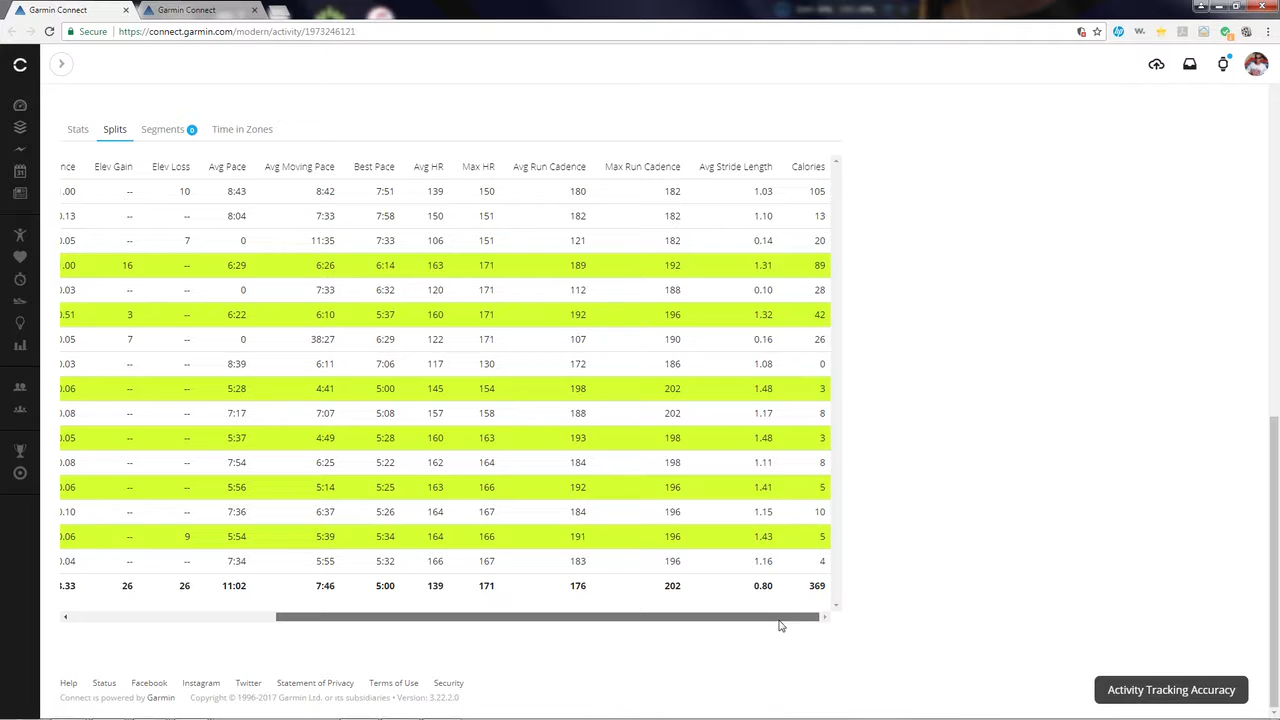 Garmin Connect × Garmin Connect ×
Secure https://connect.garmin.com/modern/activity/1973246121
Stats Splits Segments 0 Time in Zones
nce Elev Gain Elev Loss Avg Pace Avg Moving Pace Best Pace Avg HR Max HR Avg Run Cadence Max Run Cadence Avg Stride Length Calories
.00 -- 10 8:43 8:42 7:51 139 150 180 182 1.03 105
0.13 -- -- 8:04 7:33 7:58 150 151 182 182 1.10 13
0.05 -- 7 0 11:35 7:33 106 151 121 182 0.14 20
.00 16 -- 6:29 6:26 6:14 163 171 189 192 1.31 89
0.03 -- -- 0 7:33 6:32 120 171 112 188 0.10 28
0.51 3 -- 6:22 6:10 5:37 160 171 192 196 1.32 42
0.05 7 -- 0 38:27 6:29 122 171 107 190 0.16 26
0.03 -- -- 8:39 6:11 7:06 117 130 172 186 1.08 0
0.06 -- -- 5:28 4:41 5:00 145 154 198 202 1.48 3
0.08 -- -- 7:17 7:07 5:08 157 158 188 202 1.17 8
0.05 -- -- 5:37 4:49 5:28 160 163 193 198 1.48 3
0.08 -- -- 7:54 6:25 5:22 162 164 184 198 1.11 8
0.06 -- -- 5:56 5:14 5:25 163 166 192 196 1.41 5
0.10 -- -- 7:36 6:37 5:26 164 167 184 196 1.15 10
0.06 -- 9 5:54 5:39 5:34 164 166 191 196 1.43 5
0.04 -- -- 7:34 5:55 5:32 166 167 183 196 1.16 4
.33 26 26 11:02 7:46 5:00 139 171 176 202 0.80 369
Help Status Facebook Instagram Twitter Statement of Privacy Terms of Use Security
Connect is powered by Garmin Copyright © 1996-2017 Garmin Ltd. or its subsidiaries • Version: 3.22.2.0
Activity Tracking Accuracy